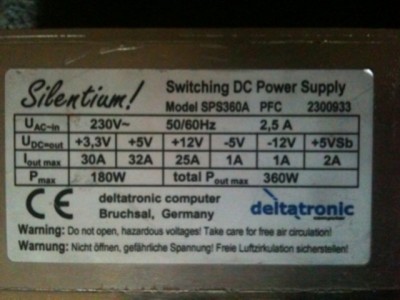 Silentium!
Switching DC Power Supply
Model SPS360A PFC 2300933
UAC~in 230V~ 50/60Hz 2,5 A
UDC=out +3,3V +5V +12V -5V -12V +5VSb
Iout max 30A 32A 25A 1A 1A 2A
Pmax 180W total Pout max 360W
CE deltatronic computer
Bruchsal, Germany
deltatronic
Warning: Do not open, hazardous voltages! Take care for free air circulation!
Warnung: Nicht öffnen, gefährliche Spannung! Freie Luftzirkulation sicherstellen!